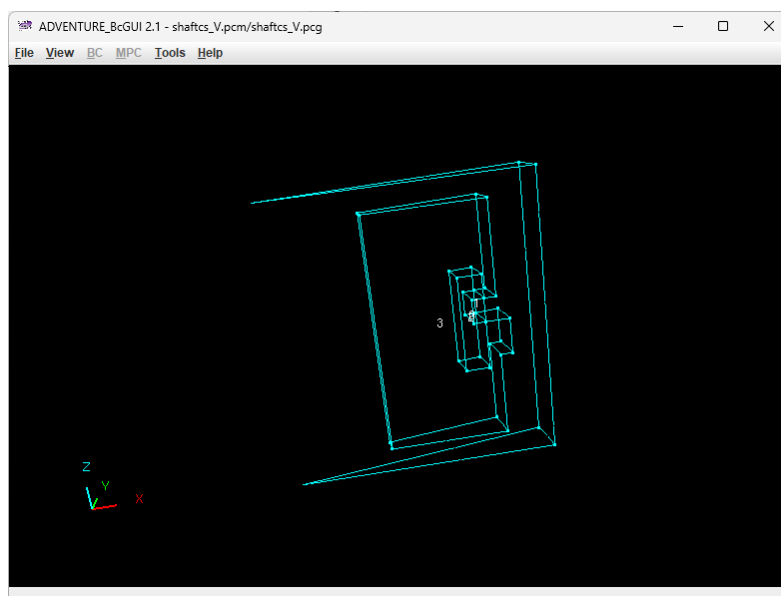 ADVENTURE_BcGUI 2.1 - shaftcs_V.pcm/shaftcs_V.pcg
File View BC MPC Tools Help
3
Z
Y
X